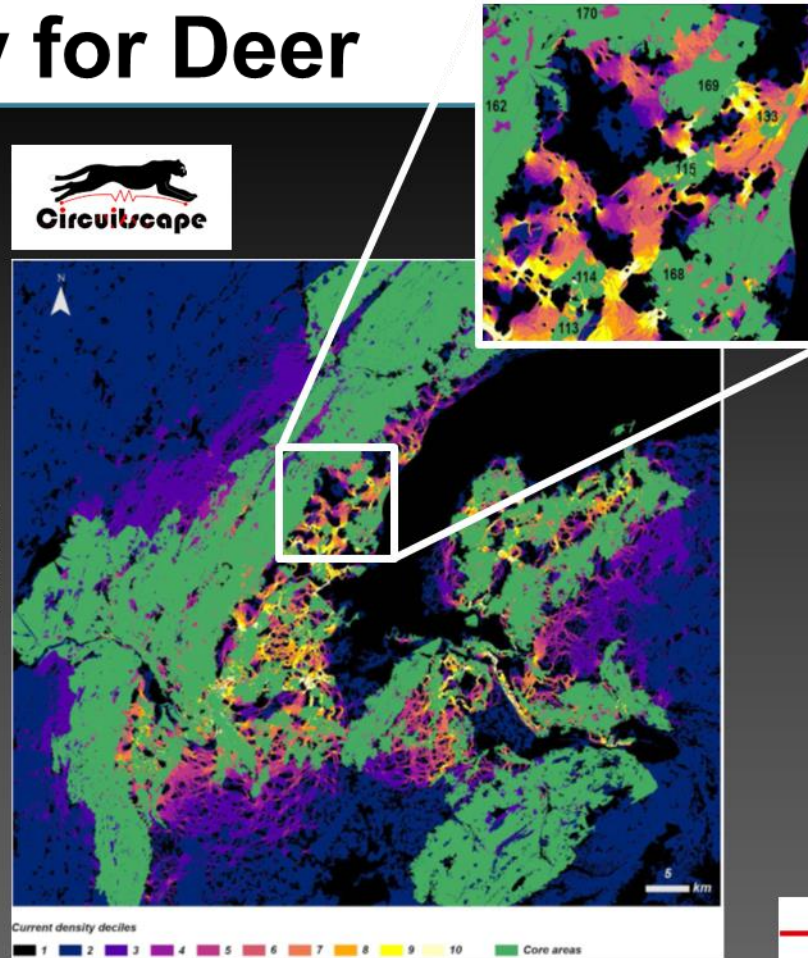 y for Deer
Circuitscape
N
170
169
162
133
115
114
168
113
5
km
Current density deciles
1 2 3 4 5 6 7 8 9 10 Core areas